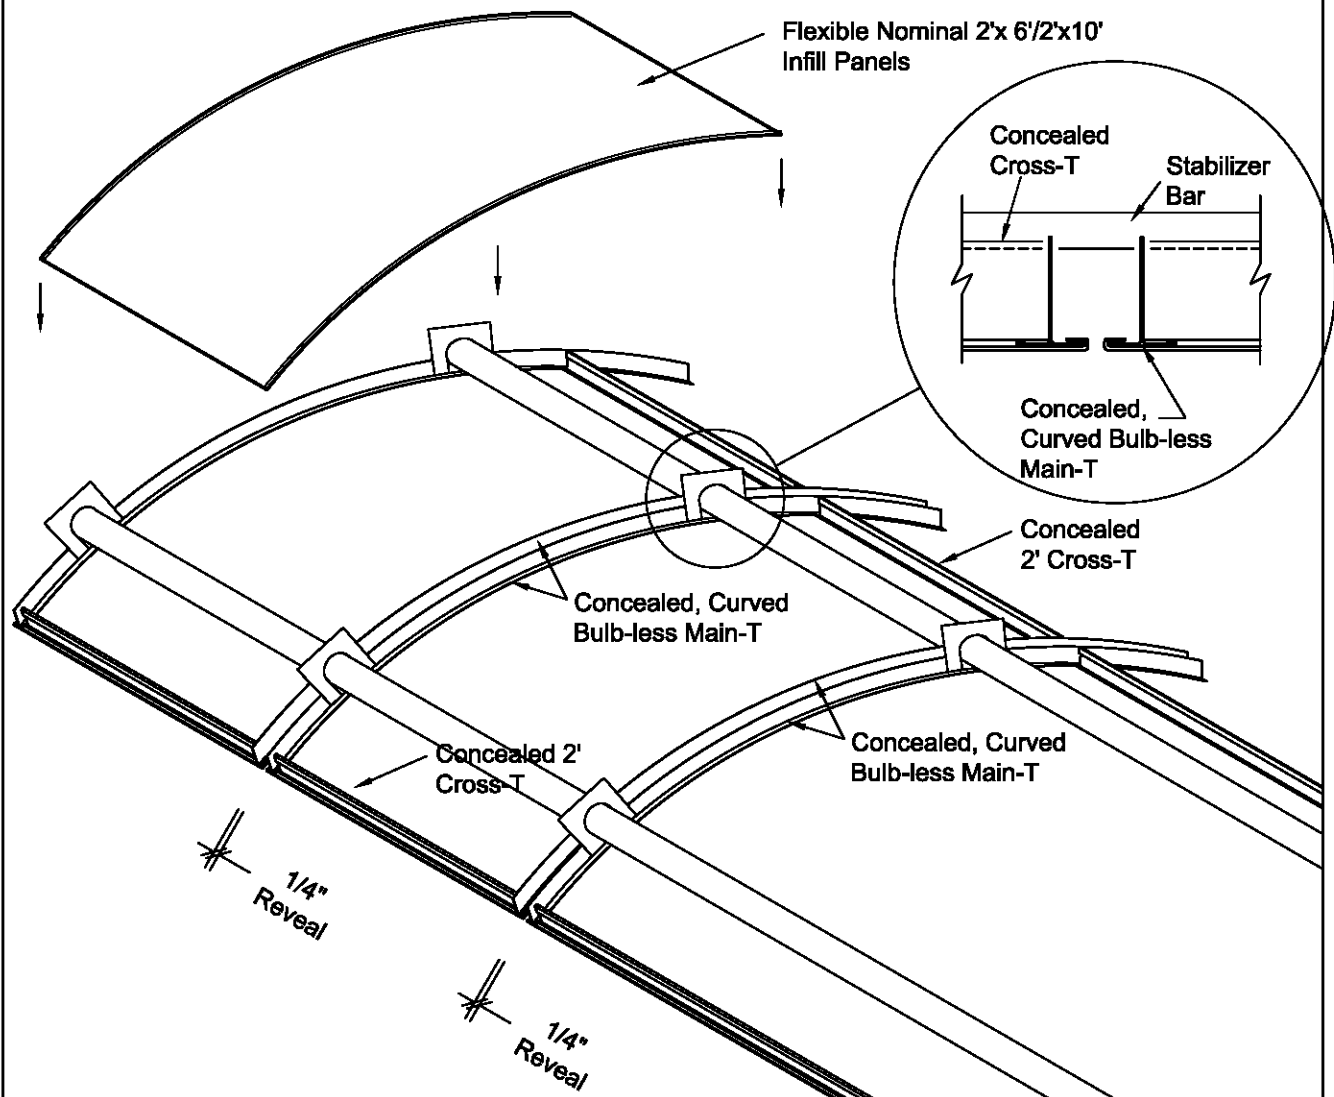 Flexible Nominal 2'x 6'/2'x10'
Infill Panels
Concealed
Cross-T
Stabilizer
Bar
Concealed,
Curved Bulb-less
Main-T
Concealed
2' Cross-T
Concealed, Curved
Bulb-less Main-T
Concealed, Curved
Bulb-less Main-T
Concealed 2'
Cross-T
1/4"
Reveal
1/4"
Reveal